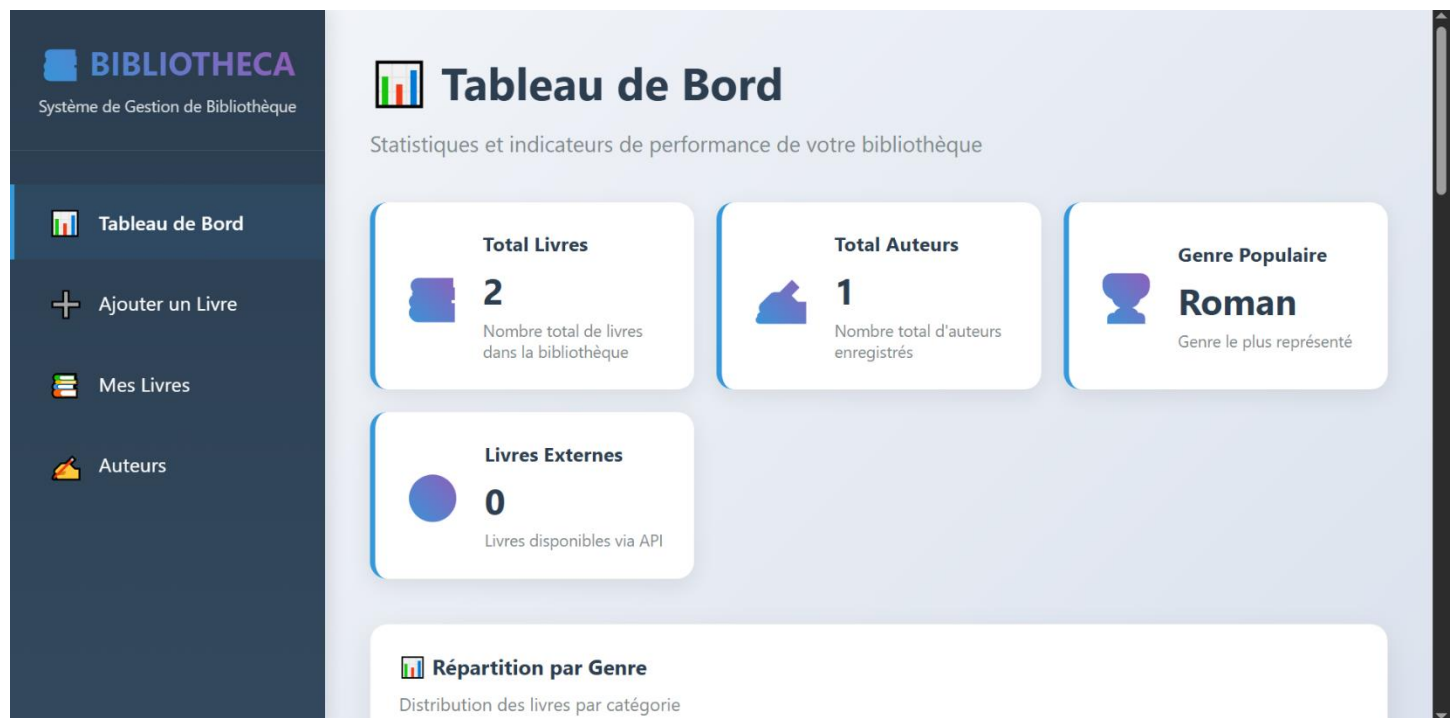 BIBLIOTHECA
Système de Gestion de Bibliothèque
Tableau de Bord
Ajouter un Livre
Mes Livres
Auteurs
Tableau de Bord
Statistiques et indicateurs de performance de votre bibliothèque
Total Livres
2
Nombre total de livres
dans la bibliothèque
Total Auteurs
1
Nombre total d'auteurs
enregistrés
Genre Populaire
Roman
Genre le plus représenté
Livres Externes
0
Livres disponibles via API
Répartition par Genre
Distribution des livres par catégorie